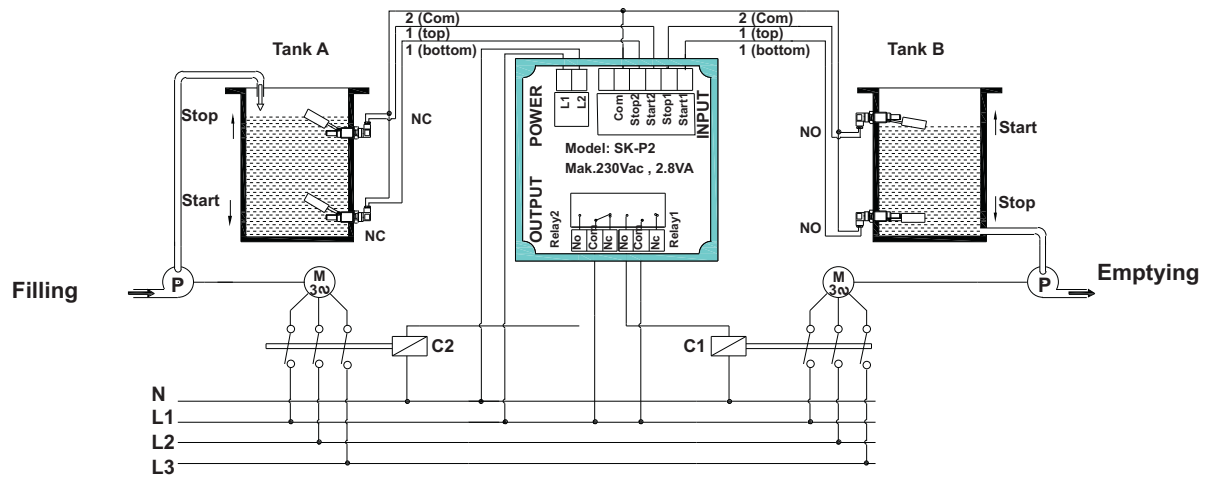 2 (Com)
1 (top)
1 (bottom)
2 (Com)
1 (top)
1 (bottom)
Tank A
Tank B
Stop
Start
NC
NC
POWER
L1
L2
Com
Stop2
Start2
Stop1
Start1
INPUT
Model: SK-P2
Mak.230Vac , 2.8VA
OUTPUT
Relay2
No
Com
Nc
No
Com
Nc
Relay1
NO
NO
Start
Stop
Filling
P
M
3
M
3
P
Emptying
C2
C1
N
L1
L2
L3